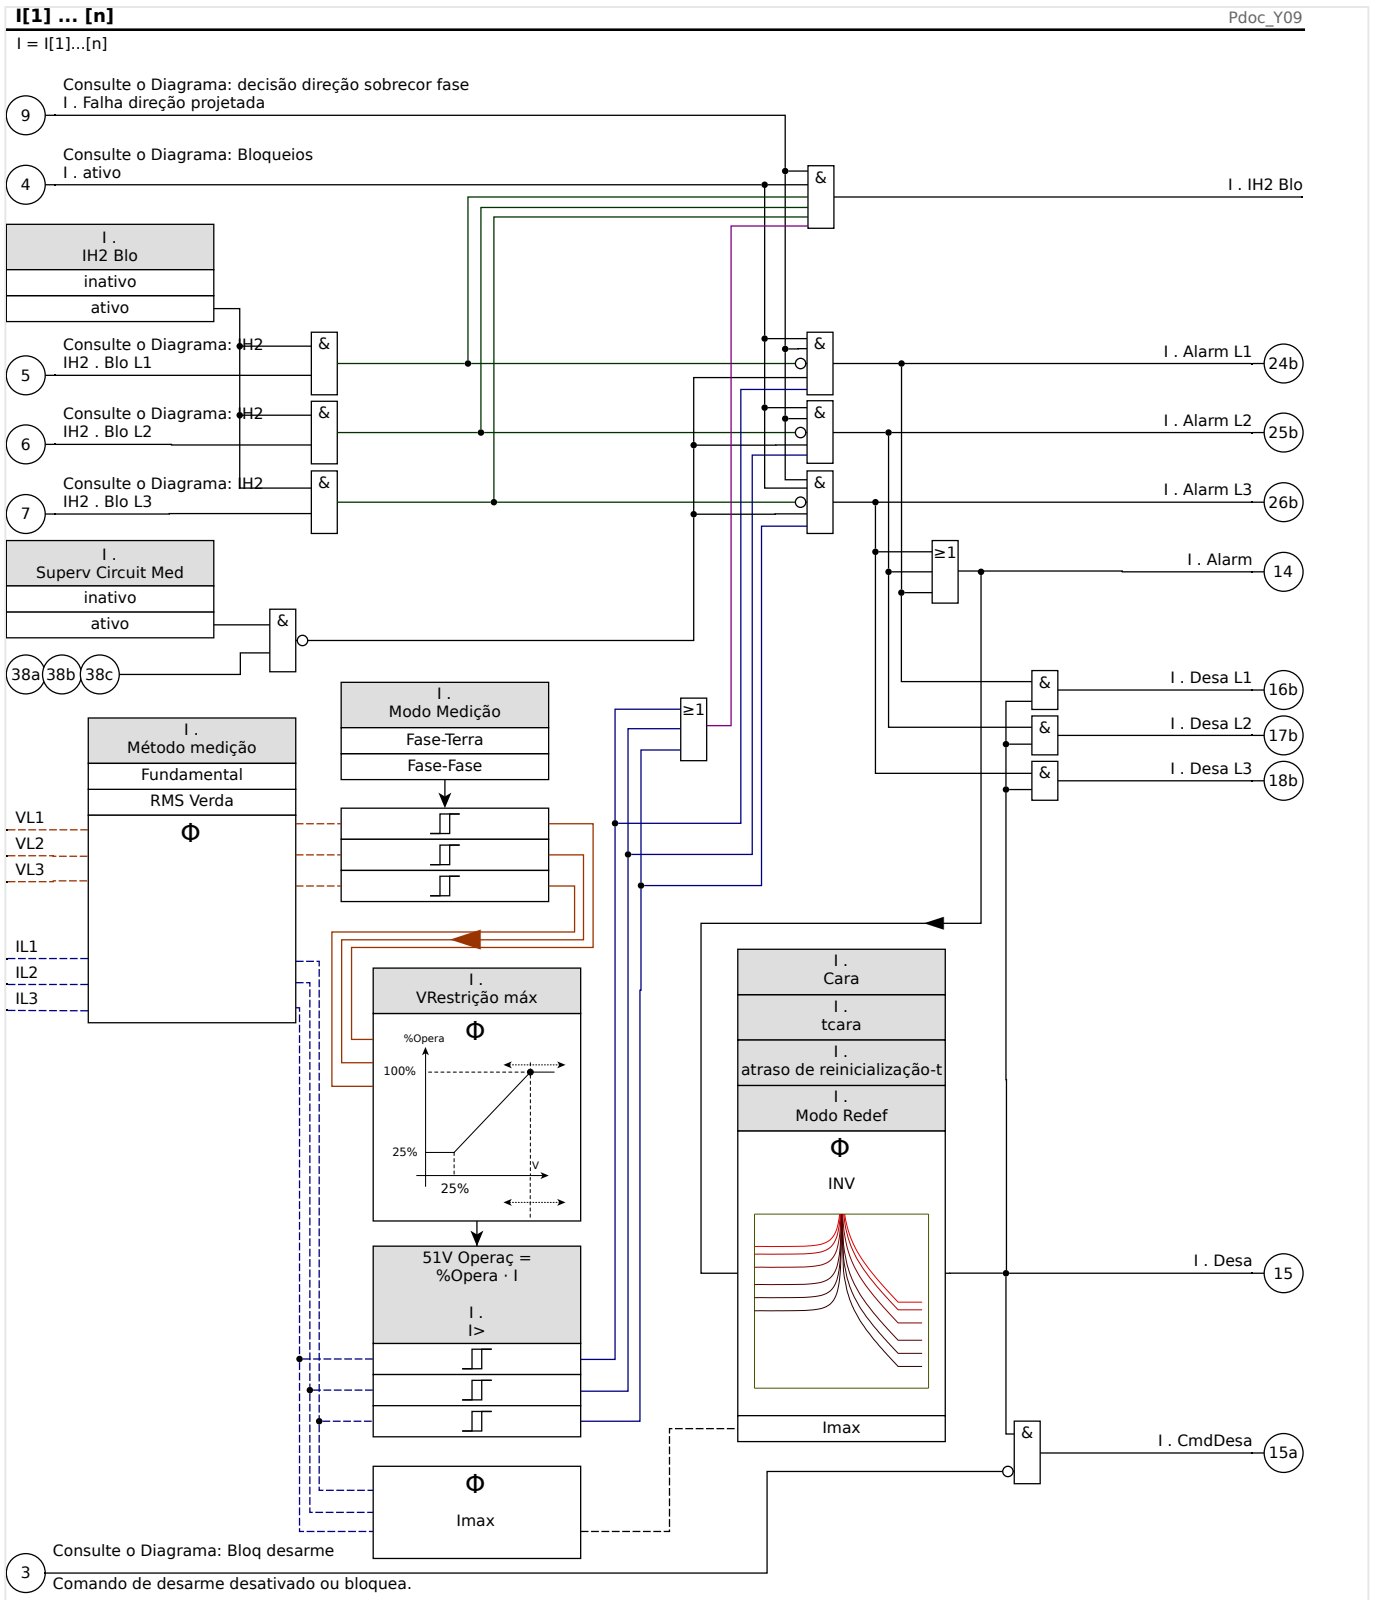 I[1] ... [n]
Pdoc_Y09
I = I[1]...[n]
Consulte o Diagrama: decisão direção sobrecor fase
I . Falha direção projetada
9
Consulte o Diagrama: Bloqueios
I . ativo
4
&
I . IH2 Blo
I .
IH2 Blo
inativo
ativo
Consulte o Diagrama: IH2
IH2 . Blo L1
5
&
&
I . Alarm L1
24b
Consulte o Diagrama: IH2
IH2 . Blo L2
6
&
&
I . Alarm L2
25b
Consulte o Diagrama: IH2
IH2 . Blo L3
7
&
&
I . Alarm L3
26b
I .
Superv Circuit Med
inativo
ativo
&
38a
38b
38c
≥1
I . Alarm
14
&
I . Desa L1
16b
&
I . Desa L2
17b
&
I . Desa L3
18b
I .
Modo Medição
Fase-Terra
Fase-Fase
≥1
I .
Método medição
Fundamental
RMS Verda
Φ
VL1
VL2
VL3
IL1
IL2
IL3
I .
VRestrição máx
Φ
%Opera
100%
25%
V
25%
51V Operaç =
%Opera · I
I .
I>
Φ
Imax
I .
Cara
I .
tcara
I .
atraso de reinicialização-t
I .
Modo Redef
Φ
INV
Imax
I . Desa
15
&
I . CmdDesa
15a
Consulte o Diagrama: Bloq desarme
3
Comando de desarme desativado ou bloquea.